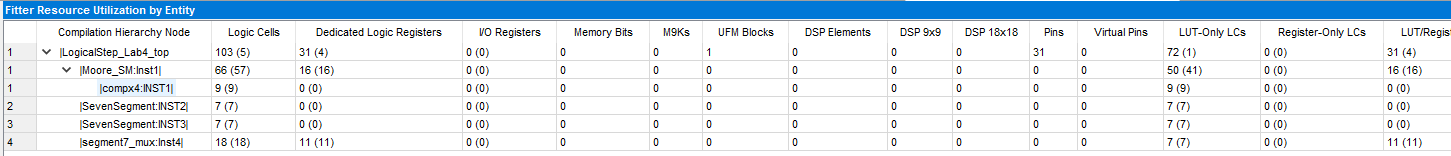 Fitter Resource Utilization by Entity
Compilation Hierarchy Node Logic Cells Dedicated Logic Registers I/O Registers Memory Bits M9Ks UFM Blocks DSP Elements DSP 9x9 DSP 18x18 Pins Virtual Pins LUT-Only LCs Register-Only LCs LUT/Regist
1 |LogicalStep_Lab4_top 103 (5) 31 (4) 0 (0) 0 0 1 0 0 0 31 0 72 (1) 0 (0) 31 (4)
1 |Moore_SM:Inst1| 66 (57) 16 (16) 0 (0) 0 0 0 0 0 0 0 0 50 (41) 0 (0) 16 (16)
1 |compx4:INST1| 9 (9) 0 (0) 0 (0) 0 0 0 0 0 0 0 0 9 (9) 0 (0) 0 (0)
2 |SevenSegment:INST2| 7 (7) 0 (0) 0 (0) 0 0 0 0 0 0 0 0 7 (7) 0 (0) 0 (0)
3 |SevenSegment:INST3| 7 (7) 0 (0) 0 (0) 0 0 0 0 0 0 0 0 7 (7) 0 (0) 0 (0)
4 |segment7_mux:Inst4| 18 (18) 11 (11) 0 (0) 0 0 0 0 0 0 0 0 7 (7) 0 (0) 11 (11)